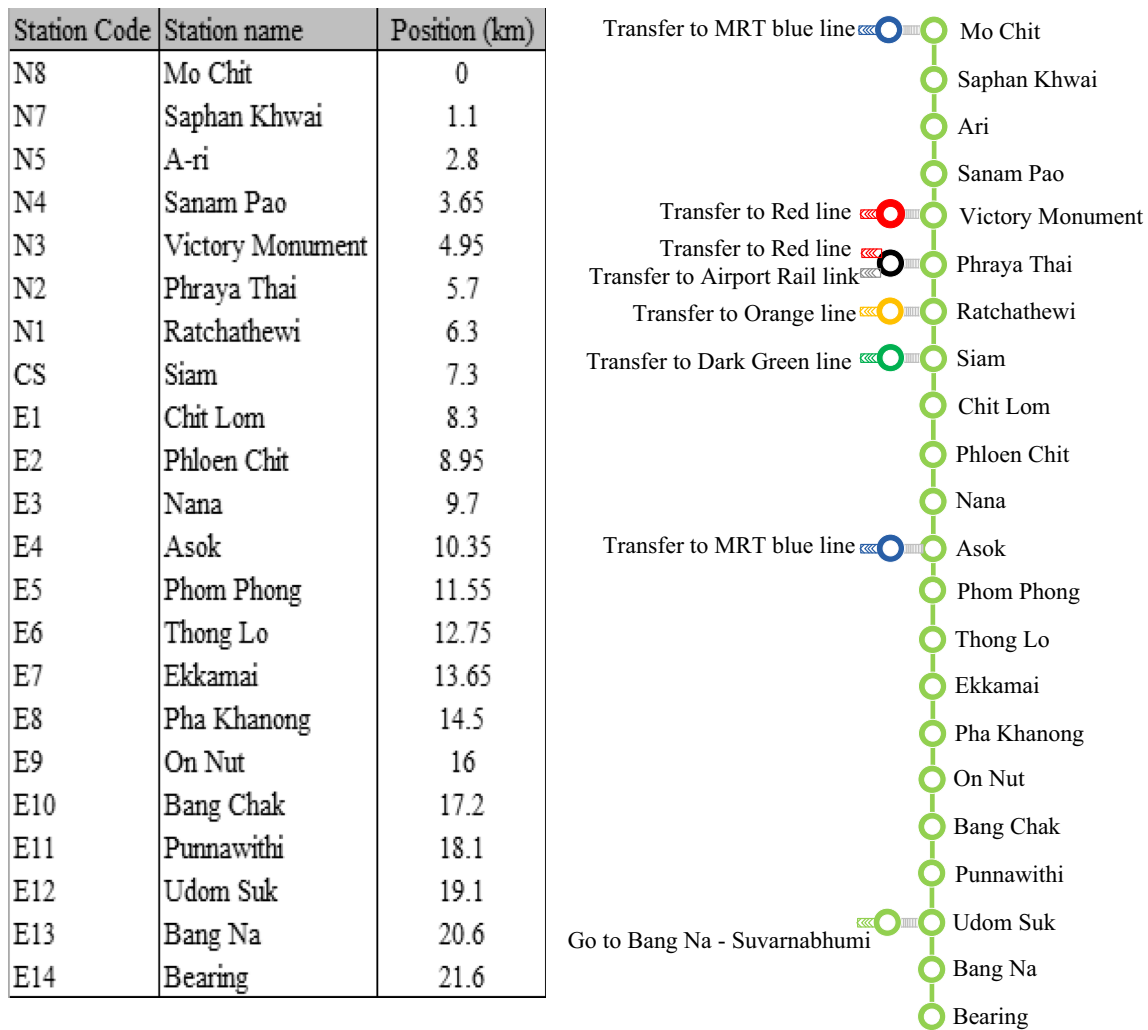 Station Code Station name Position (km)
N8 Mo Chit 0
N7 Saphan Khwai 1.1
N5 A-ri 2.8
N4 Sanam Pao 3.65
N3 Victory Monument 4.95
N2 Phraya Thai 5.7
N1 Ratchathewi 6.3
CS Siam 7.3
E1 Chit Lom 8.3
E2 Phloen Chit 8.95
E3 Nana 9.7
E4 Asok 10.35
E5 Phom Phong 11.55
E6 Thong Lo 12.75
E7 Ekkamai 13.65
E8 Pha Khanong 14.5
E9 On Nut 16
E10 Bang Chak 17.2
E11 Punnawithi 18.1
E12 Udom Suk 19.1
E13 Bang Na 20.6
E14 Bearing 21.6
Transfer to MRT blue line Mo Chit
Saphan Khwai
Ari
Sanam Pao
Transfer to Red line Victory Monument
Transfer to Red line
Transfer to Airport Rail link Phraya Thai
Transfer to Orange line Ratchathewi
Transfer to Dark Green line Siam
Chit Lom
Phloen Chit
Nana
Transfer to MRT blue line Asok
Phom Phong
Thong Lo
Ekkamai
Pha Khanong
On Nut
Bang Chak
Punnawithi
Udom Suk
Go to Bang Na - Suvarnabhumi
Bang Na
Bearing